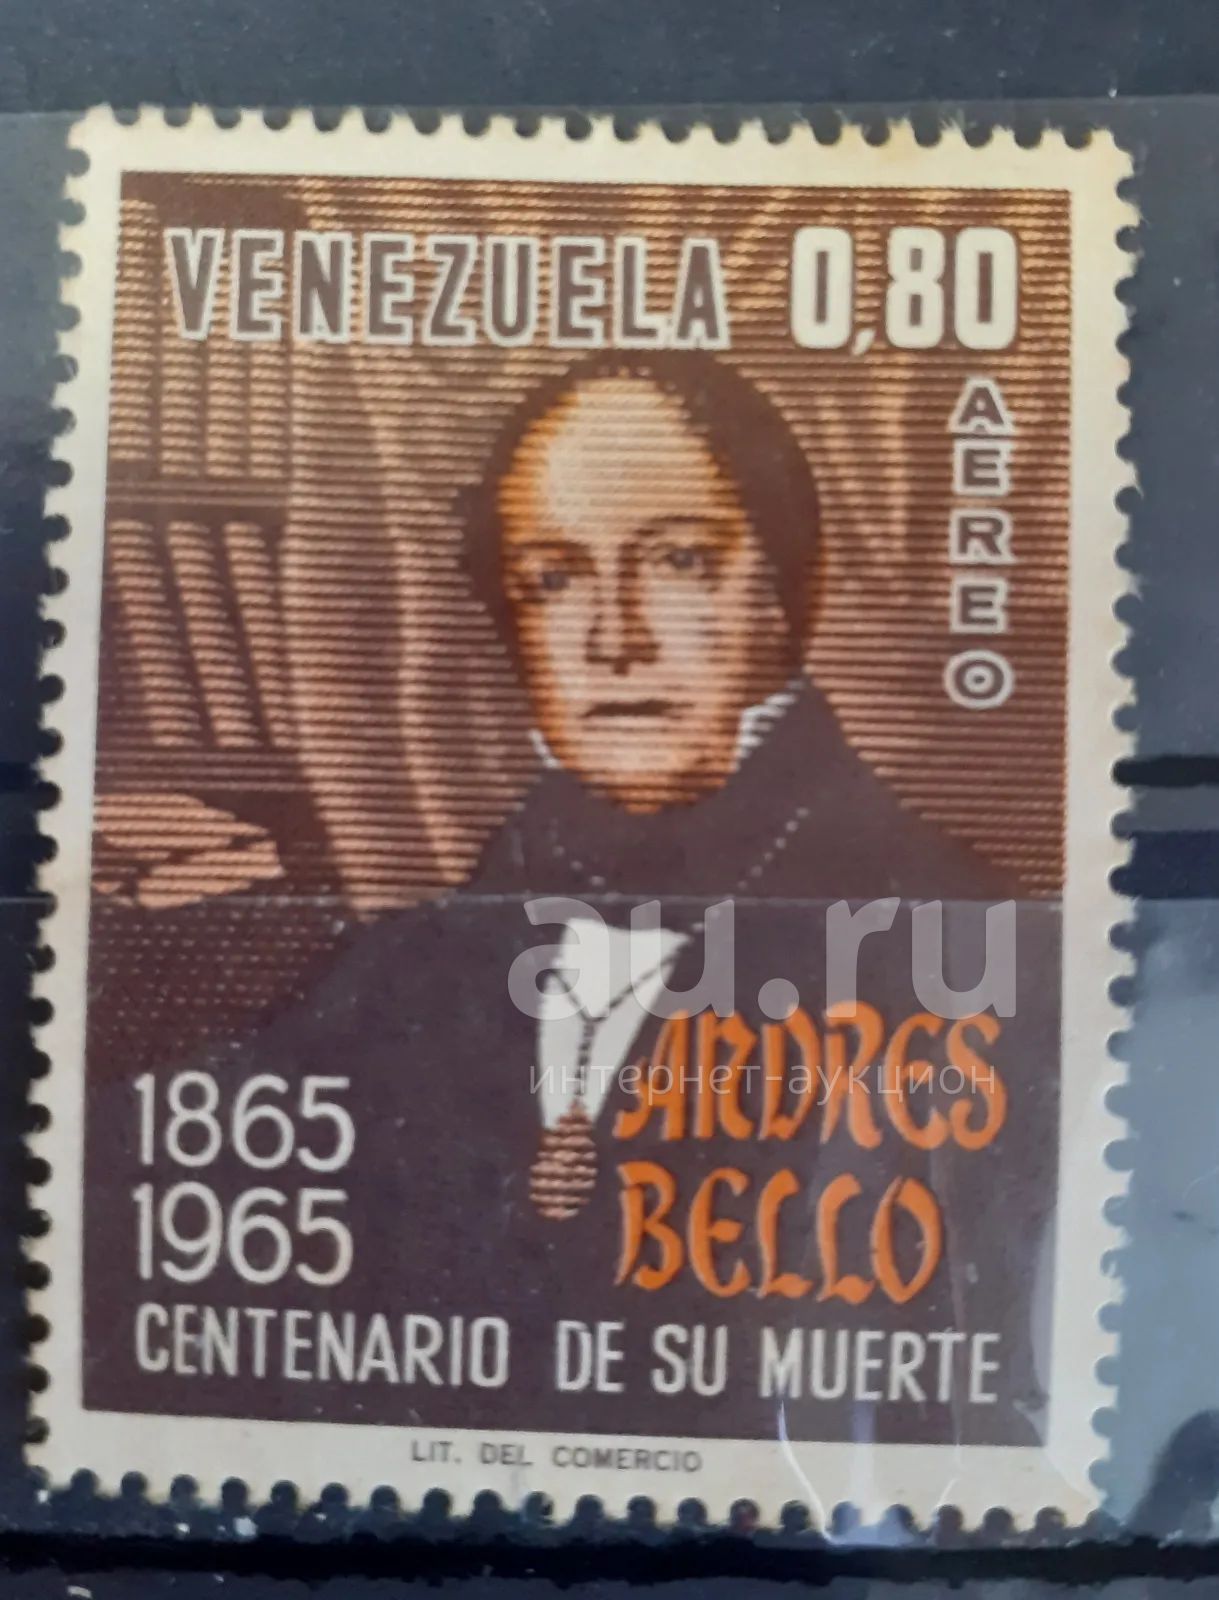 VENEZUELA 0,80
AEREO
au.ru
интернет-аукцион
ANDRES
BELLO
1865
1965
CENTENARIO DE SU MUERTE
LIT. DEL COMERCIO